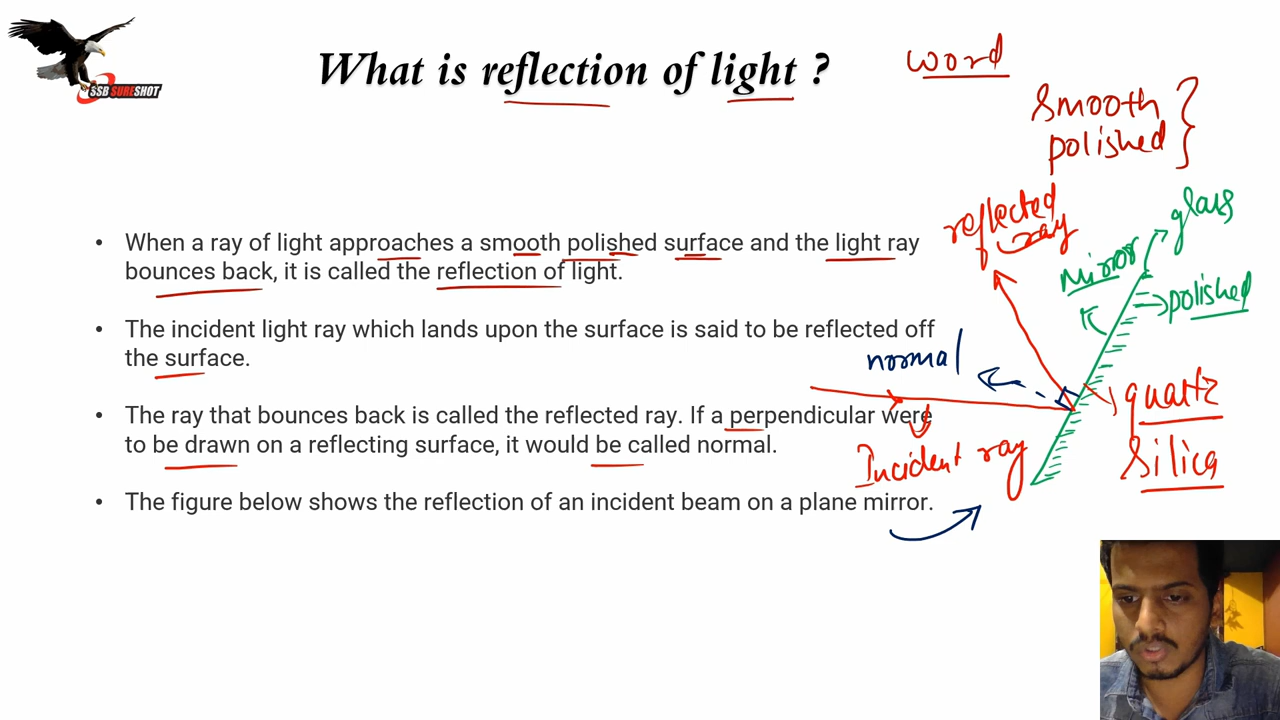 SSB SURESHOT
What is reflection of light ?
word
smooth
polished
reflected
ray
glass
mirror
polished
When a ray of light approaches a smooth polished surface and the light ray
bounces back, it is called the reflection of light.
The incident light ray which lands upon the surface is said to be reflected off
the surface.
normal
The ray that bounces back is called the reflected ray. If a perpendicular were
to be drawn on a reflecting surface, it would be called normal.
Incident ray
quartz
silica
The figure below shows the reflection of an incident beam on a plane mirror.